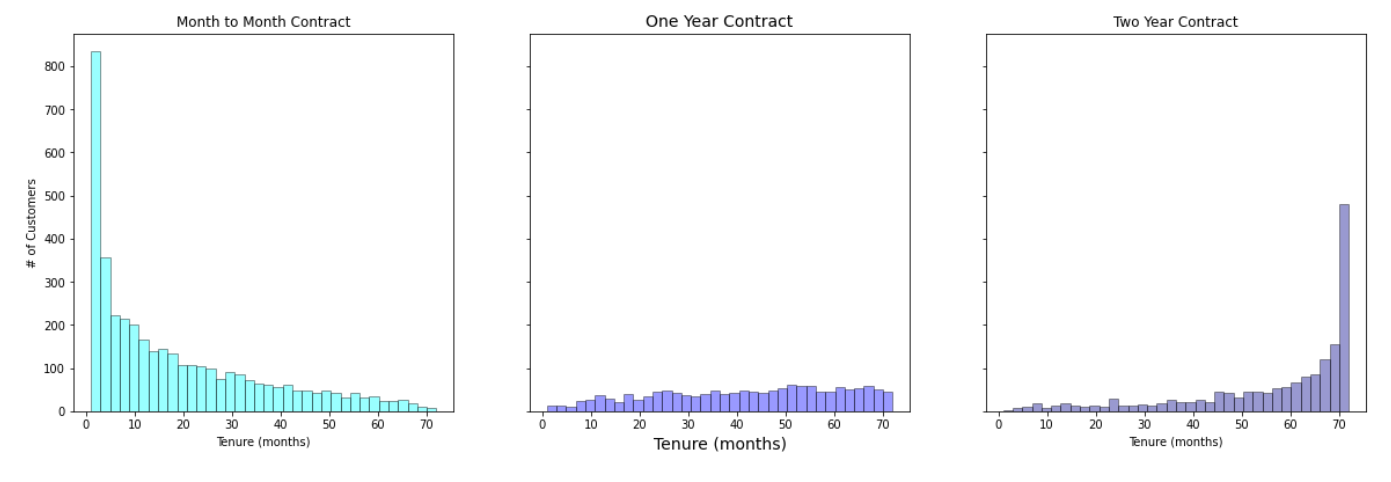 Month to Month Contract
One Year Contract
Two Year Contract
# of Customers
800
700
600
500
400
300
200
100
0
0 10 20 30 40 50 60 70
0 10 20 30 40 50 60 70
0 10 20 30 40 50 60 70
Tenure (months)
Tenure (months)
Tenure (months)